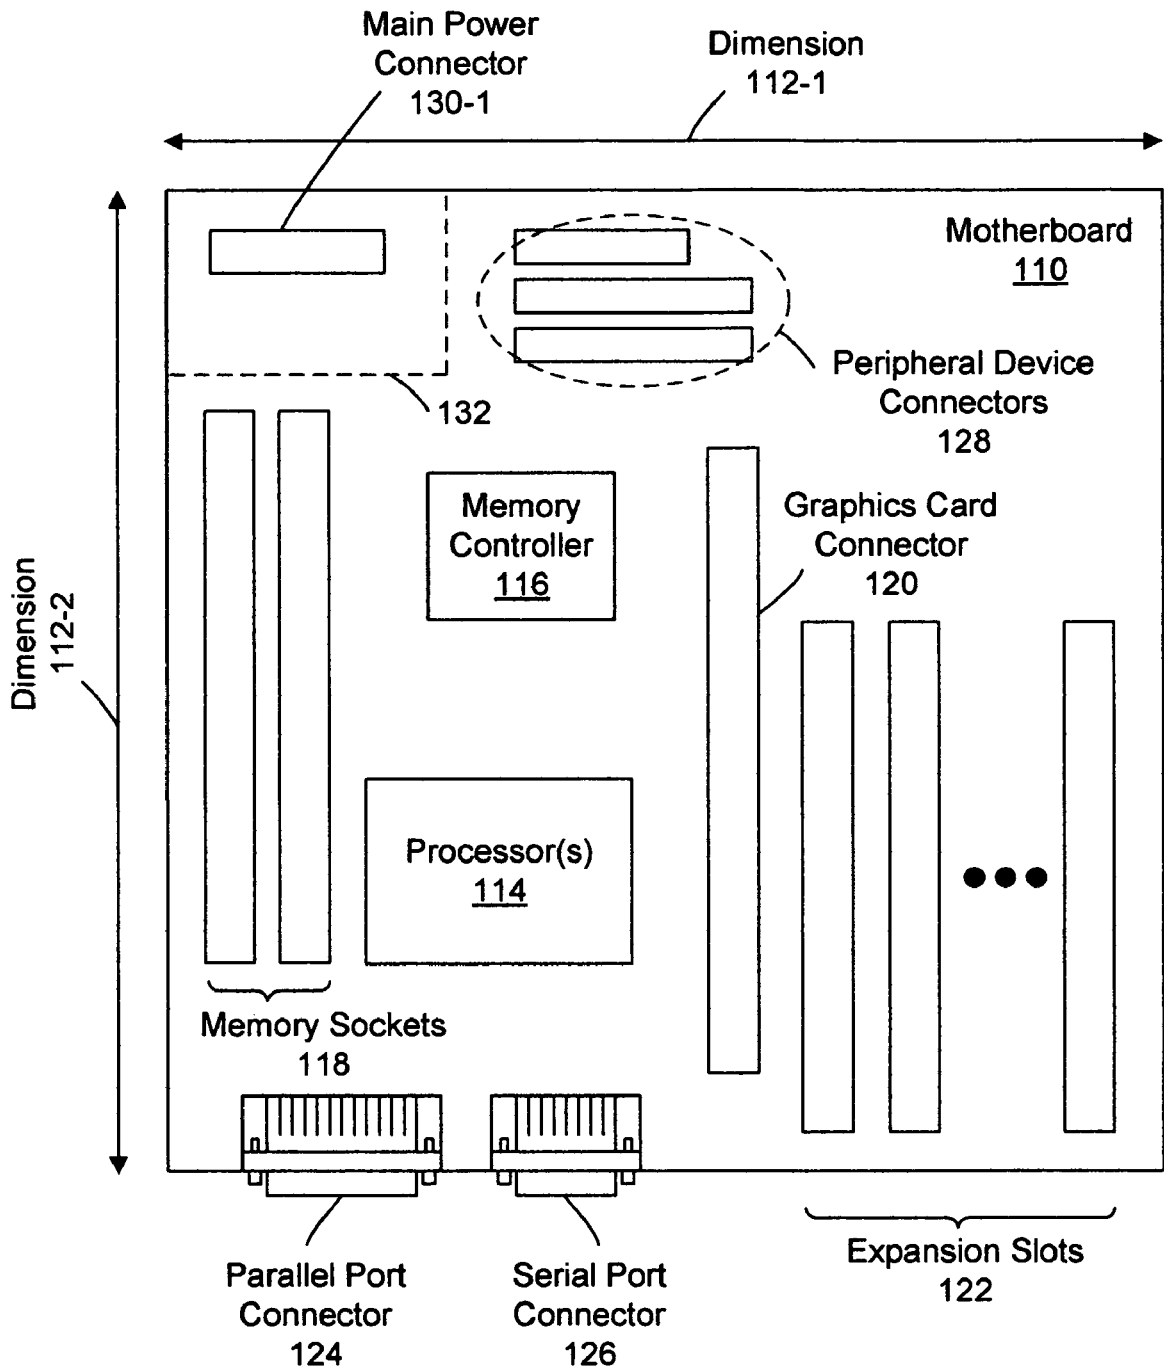 Main Power
Connector
130-1
Dimension
112-1
Motherboard
110
Peripheral Device
Connectors
128
132
Memory
Controller
116
Graphics Card
Connector
120
Dimension
112-2
Processor(s)
114
Memory Sockets
118
Expansion Slots
122
Parallel Port
Connector
124
Serial Port
Connector
126